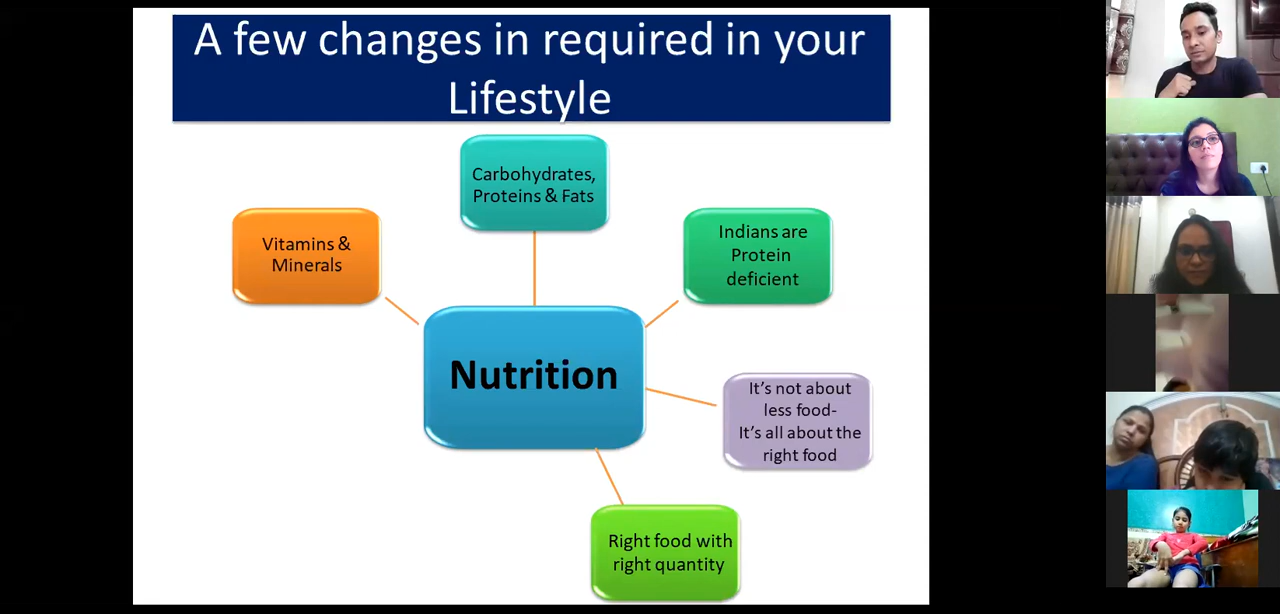 A few changes in required in your
Lifestyle
Carbohydrates,
Proteins & Fats
Vitamins &
Minerals
Indians are
Protein
deficient
Nutrition
It’s not about
less food-
It’s all about the
right food
Right food with
right quantity